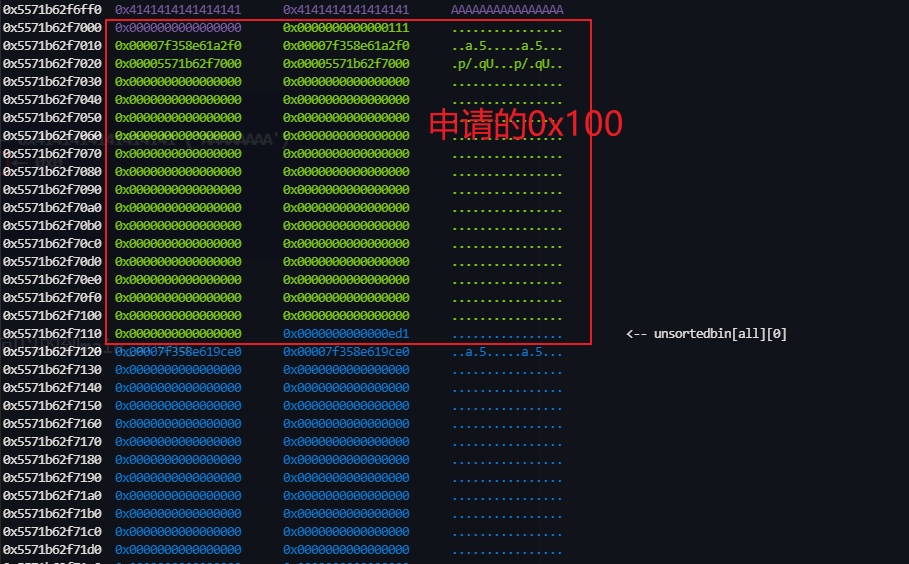 0x5571b62f6ff0 0x4141414141414141 0x4141414141414141 AAAAAAAAAAAAAAAA
0x5571b62f7000 0x0000000000000000 0x0000000000000111 ................
0x5571b62f7010 0x00007f358e61a2f0 0x00007f358e61a2f0 ..a.5.....a.5...
0x5571b62f7020 0x00005571b62f7000 0x00005571b62f7000 .p/.qU...p/.qU..
0x5571b62f7030 0x0000000000000000 0x0000000000000000 ................
0x5571b62f7040 0x0000000000000000 0x0000000000000000 ................
0x5571b62f7050 0x0000000000000000 0x0000000000000000 ................
申请的0x100
0x5571b62f7060 0x0000000000000000 0x0000000000000000 ................
0x5571b62f7070 0x0000000000000000 0x0000000000000000 ................
0x5571b62f7080 0x0000000000000000 0x0000000000000000 ................
0x5571b62f7090 0x0000000000000000 0x0000000000000000 ................
0x5571b62f70a0 0x0000000000000000 0x0000000000000000 ................
0x5571b62f70b0 0x0000000000000000 0x0000000000000000 ................
0x5571b62f70c0 0x0000000000000000 0x0000000000000000 ................
0x5571b62f70d0 0x0000000000000000 0x0000000000000000 ................
0x5571b62f70e0 0x0000000000000000 0x0000000000000000 ................
0x5571b62f70f0 0x0000000000000000 0x0000000000000000 ................
0x5571b62f7100 0x0000000000000000 0x0000000000000000 ................
0x5571b62f7110 0x0000000000000000 0x0000000000000ed1 ................ <-- unsortedbin[all][0]
0x5571b62f7120 0x00007f358e619ce0 0x00007f358e619ce0 ..a.5.....a.5...
0x5571b62f7130 0x0000000000000000 0x0000000000000000 ................
0x5571b62f7140 0x0000000000000000 0x0000000000000000 ................
0x5571b62f7150 0x0000000000000000 0x0000000000000000 ................
0x5571b62f7160 0x0000000000000000 0x0000000000000000 ................
0x5571b62f7170 0x0000000000000000 0x0000000000000000 ................
0x5571b62f7180 0x0000000000000000 0x0000000000000000 ................
0x5571b62f7190 0x0000000000000000 0x0000000000000000 ................
0x5571b62f71a0 0x0000000000000000 0x0000000000000000 ................
0x5571b62f71b0 0x0000000000000000 0x0000000000000000 ................
0x5571b62f71c0 0x0000000000000000 0x0000000000000000 ................
0x5571b62f71d0 0x0000000000000000 0x0000000000000000 ................